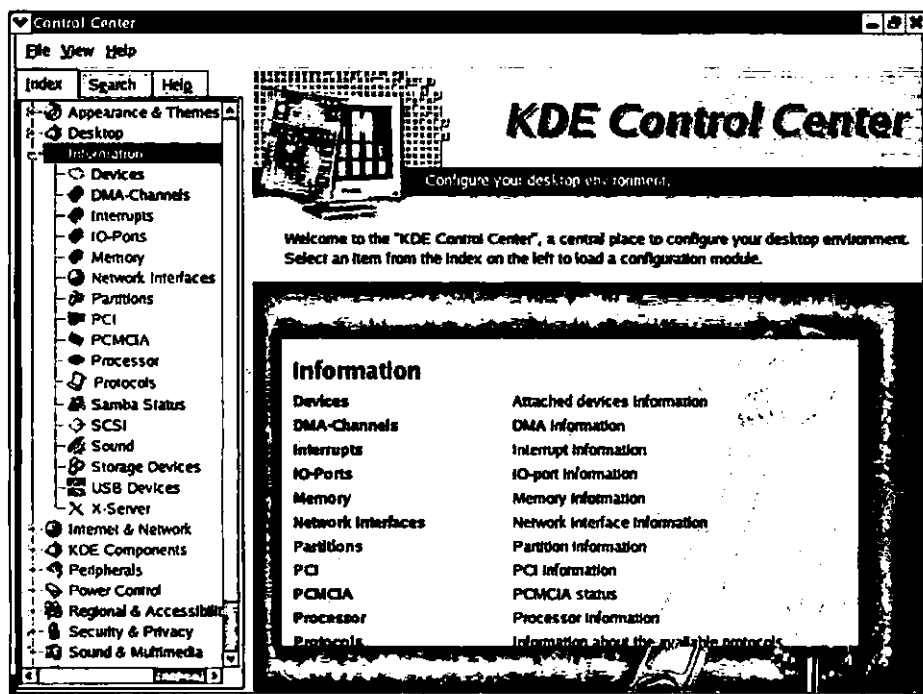 Control Center
File View Help
Index Search Help
Appearance & Themes
Desktop
Information
Devices
DMA-Channels
Interrupts
IO-Ports
Memory
Network Interfaces
Partitions
PCI
PCMCIA
Processor
Protocols
Samba Status
SCSI
Sound
Storage Devices
USB Devices
X-Server
Internet & Network
KDE Components
Peripherals
Power Control
Regional & Accessibilit
Security & Privacy
Sound & Multimedia
KDE Control Center
Configure your desktop environment.
Welcome to the "KDE Control Center", a central place to configure your desktop environment.
Select an item from the index on the left to load a configuration module.
Information
Devices Attached devices information
DMA-Channels DMA information
Interrupts Interrupt information
IO-Ports IO-port information
Memory Memory information
Network Interfaces Network interface information
Partitions Partition information
PCI PCI information
PCMCIA PCMCIA status
Processor Processor information
Protocols Information about the available protocols